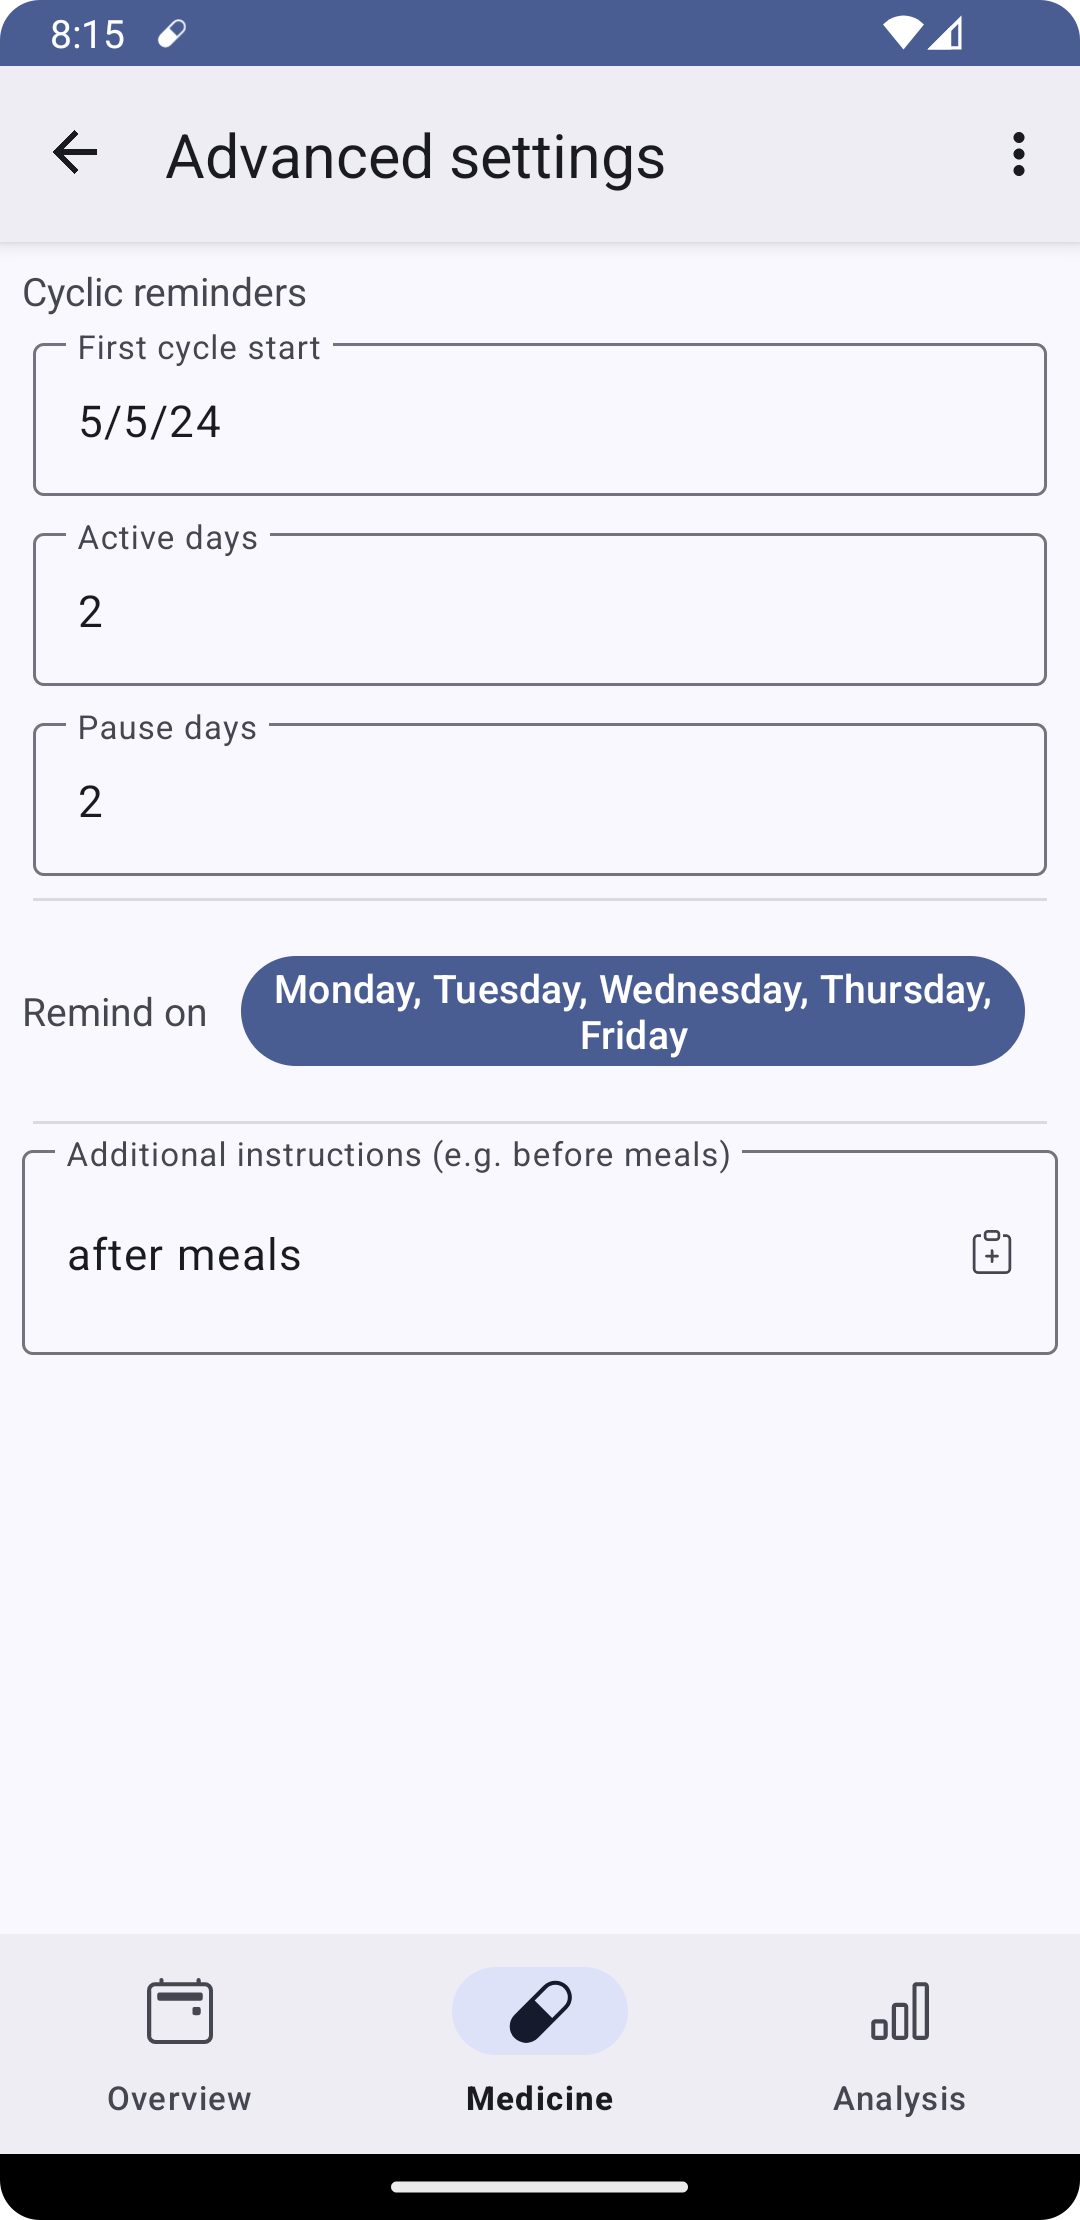 8:15
Advanced settings
Cyclic reminders
First cycle start
5/5/24
Active days
2
Pause days
2
Remind on
Monday, Tuesday, Wednesday, Thursday,
Friday
Additional instructions (e.g. before meals)
after meals
Overview
Medicine
Analysis